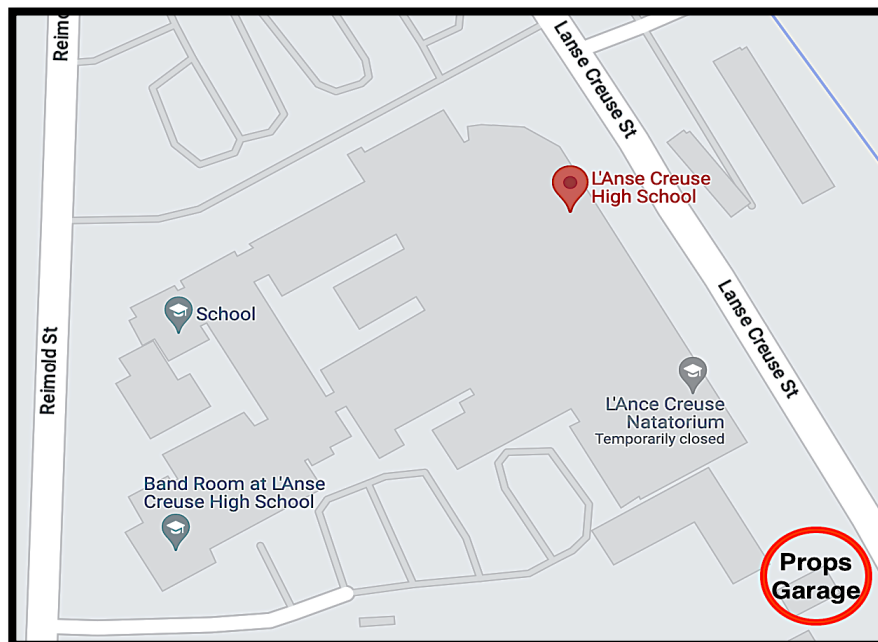 Reimo
Lanse Creuse St
L'Anse Creuse
High School
School
Reimold St
Lanse Creuse St
L'Ance Creuse
Natatorium
Temporarily closed
Band Room at L'Anse
Creuse High School
Props
Garage